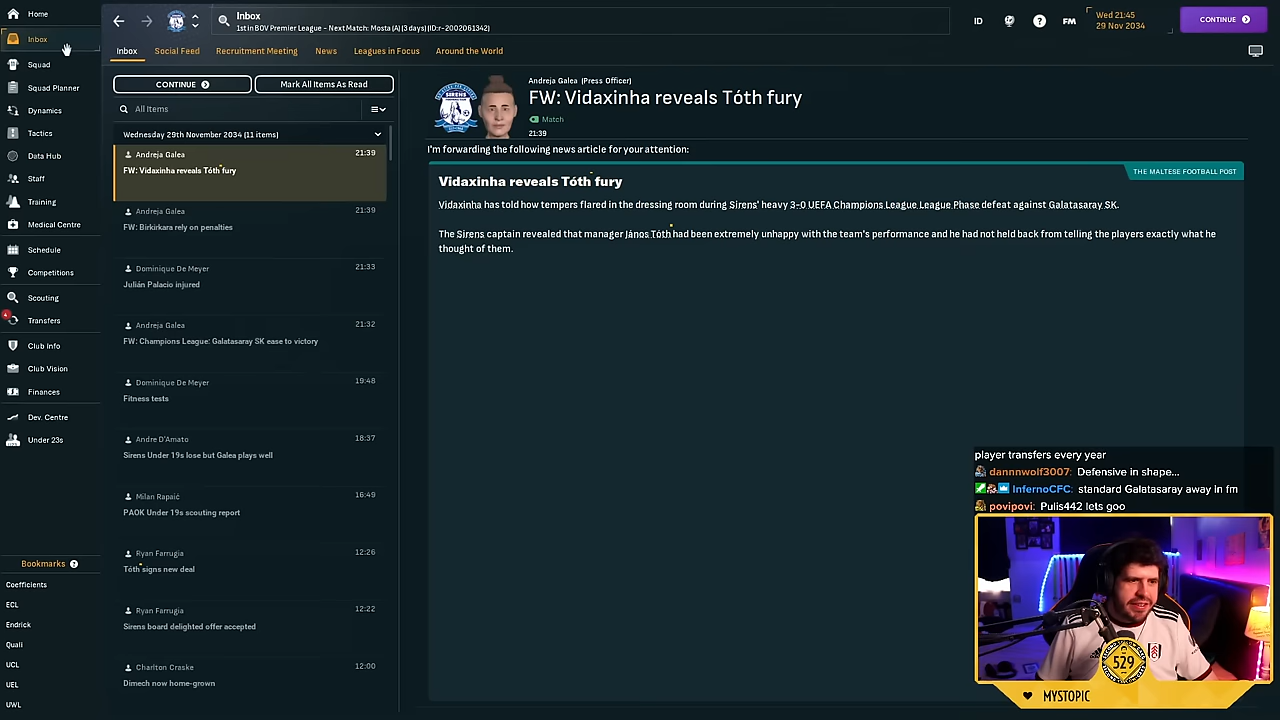 Home
Inbox
Squad
Squad Planner
Dynamics
Tactics
Data Hub
Staff
Training
Medical Centre
Schedule
Competitions
Scouting
Transfers
Club Info
Club Vision
Finances
Dev. Centre
Under 23s
Bookmarks
Coefficients
ECL
Endrick
Quali
UCL
UEL
UWL
Inbox
1st in BOV Premier League - Next Match: Mosta (A) (3 days) (ID:r-2002061342)
ID
FM
Wed 21:45
29 Nov 2034
CONTINUE
Inbox
Social Feed
Recruitment Meeting
News
Leagues in Focus
Around the World
CONTINUE
Mark All Items As Read
All Items
Wednesday 29th November 2034 (11 items)
Andreja Galea 21:39
FW: Vidaxinha reveals Tóth fury
Andreja Galea 21:39
FW: Birkirkara rely on penalties
Dominique De Meyer 21:33
Julián Palacio injured
Andreja Galea 21:32
FW: Champions League: Galatasaray SK ease to victory
Dominique De Meyer 19:48
Fitness tests
Andre D'Amato 18:37
Sirens Under 19s lose but Galea plays well
Milan Rapaić 16:49
PAOK Under 19s scouting report
Ryan Farrugia 12:26
Tóth signs new deal
Ryan Farrugia 12:22
Sirens board delighted offer accepted
Charlton Craske 12:00
Dimech now home-grown
SIRENS
Andreja Galea (Press Officer)
FW: Vidaxinha reveals Tóth fury
Match
21:39
I'm forwarding the following news article for your attention:
THE MALTESE FOOTBALL POST
Vidaxinha reveals Tóth fury
Vidaxinha has told how tempers flared in the dressing room during Sirens' heavy 3-0 UEFA Champions League League Phase defeat against Galatasaray SK.
The Sirens captain revealed that manager János Tóth had been extremely unhappy with the team's performance and he had not held back from telling the players exactly what he
thought of them.
player transfers every year
dannnwolf3007: Defensive in shape...
InfernoCFC: standard Galatasaray away in fm
povipovi: Pulis442 lets goo
529
MYSTOPIC